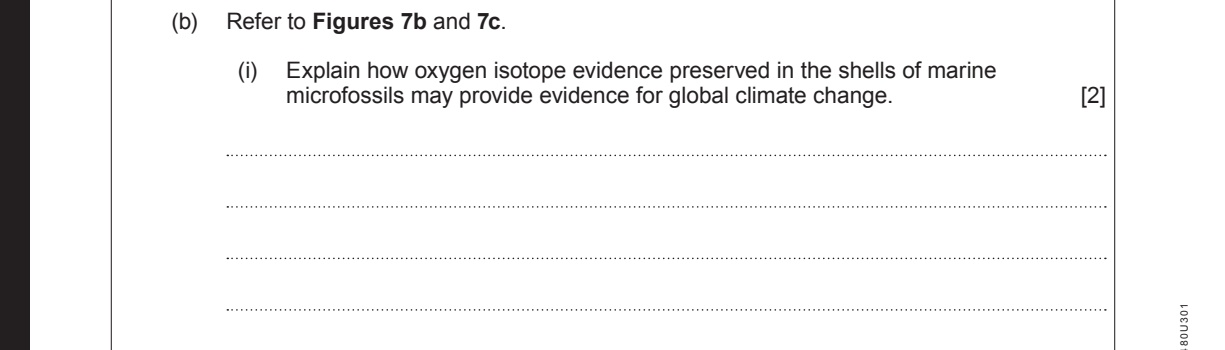 (b) Refer to Figures 7b and 7c.
(i) Explain how oxygen isotope evidence preserved in the shells of marine
microfossils may provide evidence for global climate change. [2]
80U301